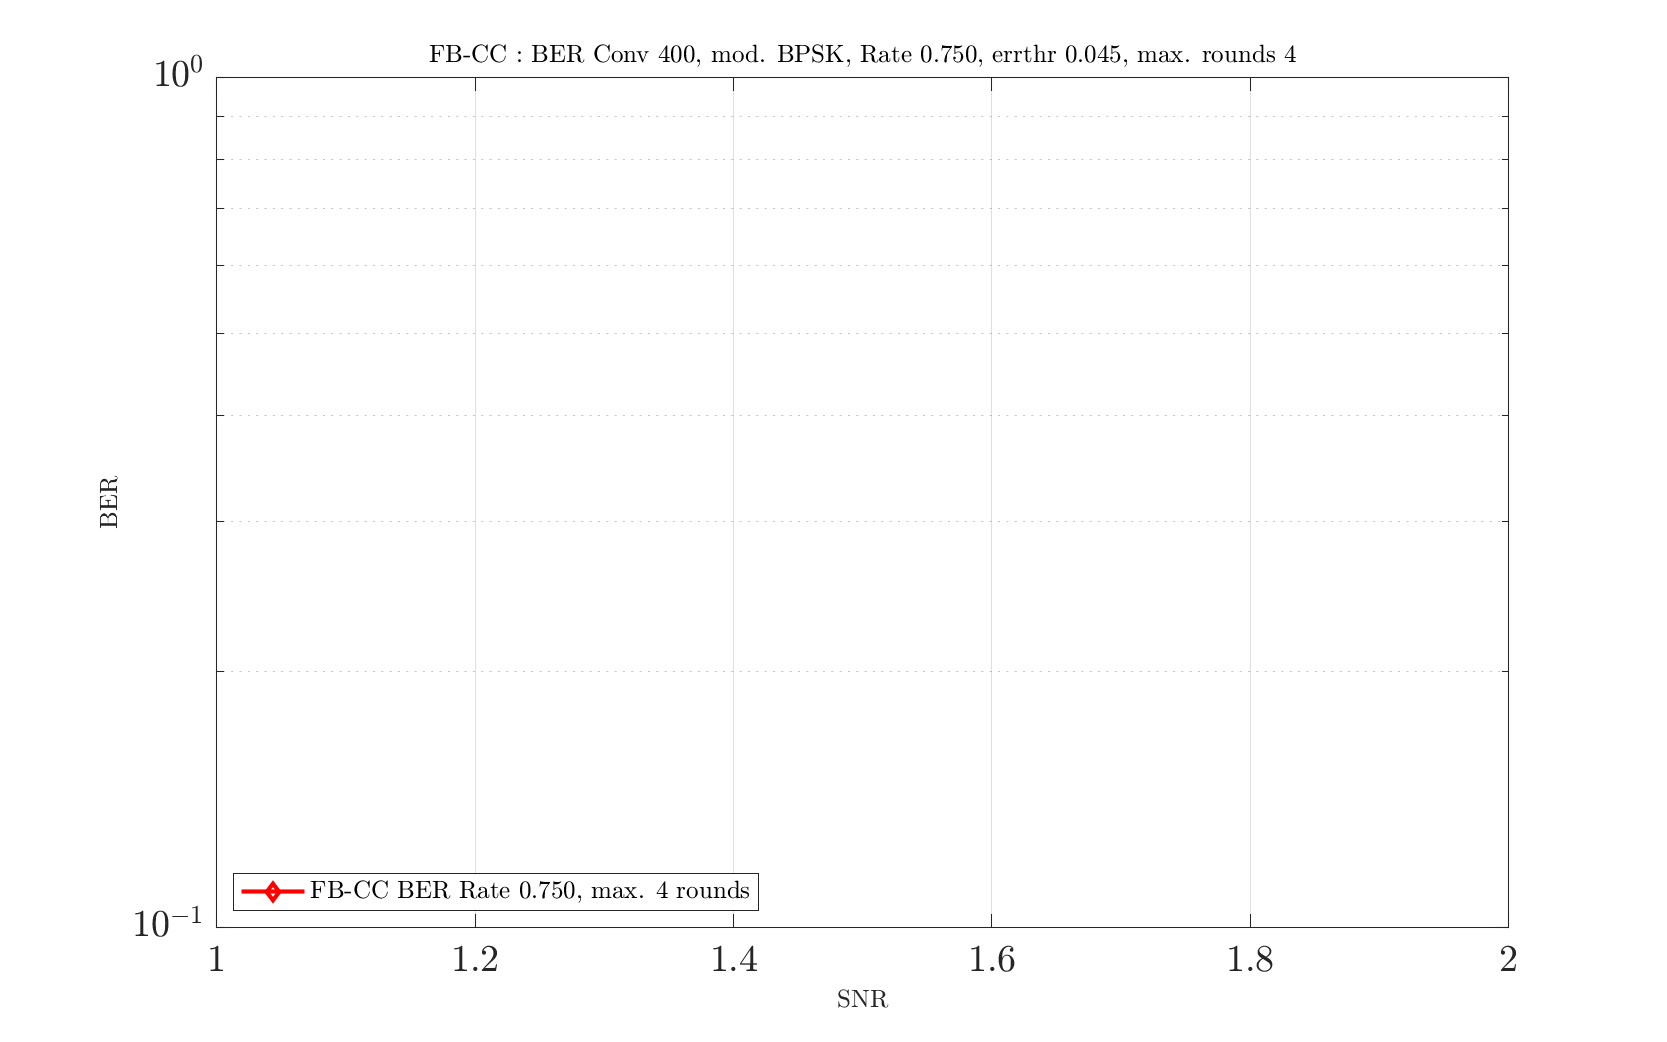 FB-CC : BER Conv 400, mod. BPSK, Rate 0.750, errthr 0.045, max. rounds 4
10⁰
BER
FB-CC BER Rate 0.750, max. 4 rounds
10⁻¹
1 1.2 1.4 1.6 1.8 2
SNR